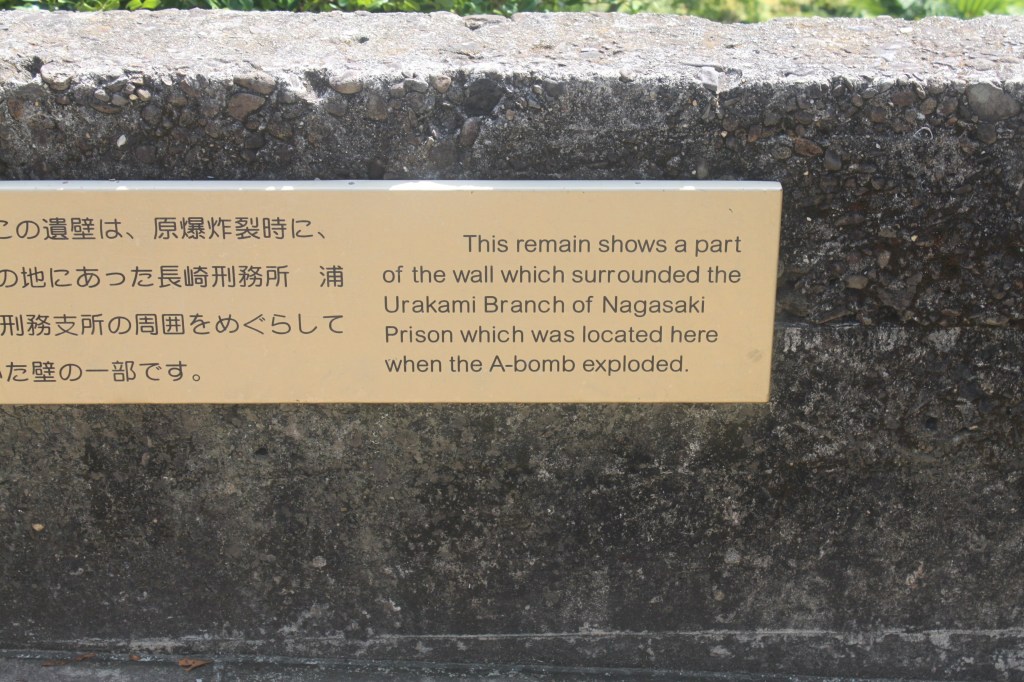 この遺壁は、原爆炸裂時に、
の地にあった長崎刑務所　浦
刑務支所の周囲をめぐらして
いた壁の一部です。
This remain shows a part
of the wall which surrounded the
Urakami Branch of Nagasaki
Prison which was located here
when the A-bomb exploded.